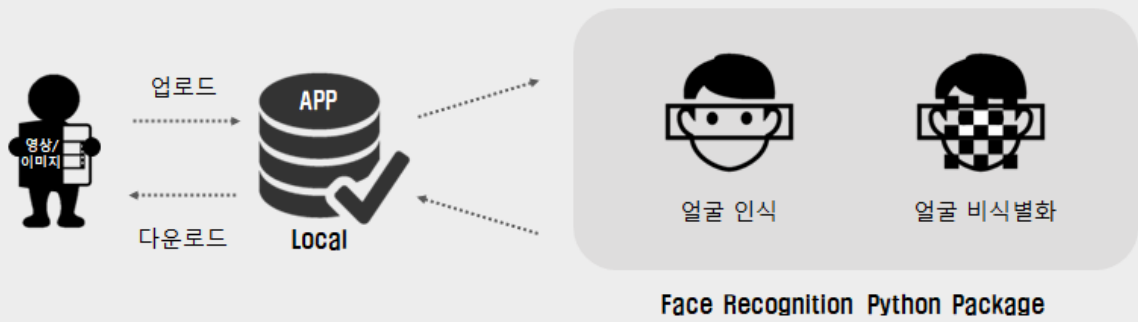 업로드
APP
영상/
이미지
다운로드
Local
얼굴 인식
얼굴 비식별화
Face Recognition Python Package